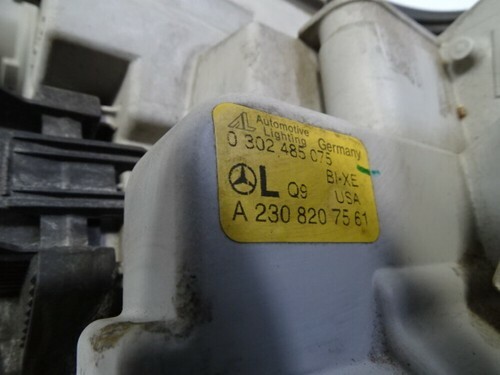 AL Automotive Lighting Germany
0 302 485 075
BI-XE
L Q9 USA
A 230 820 75 61